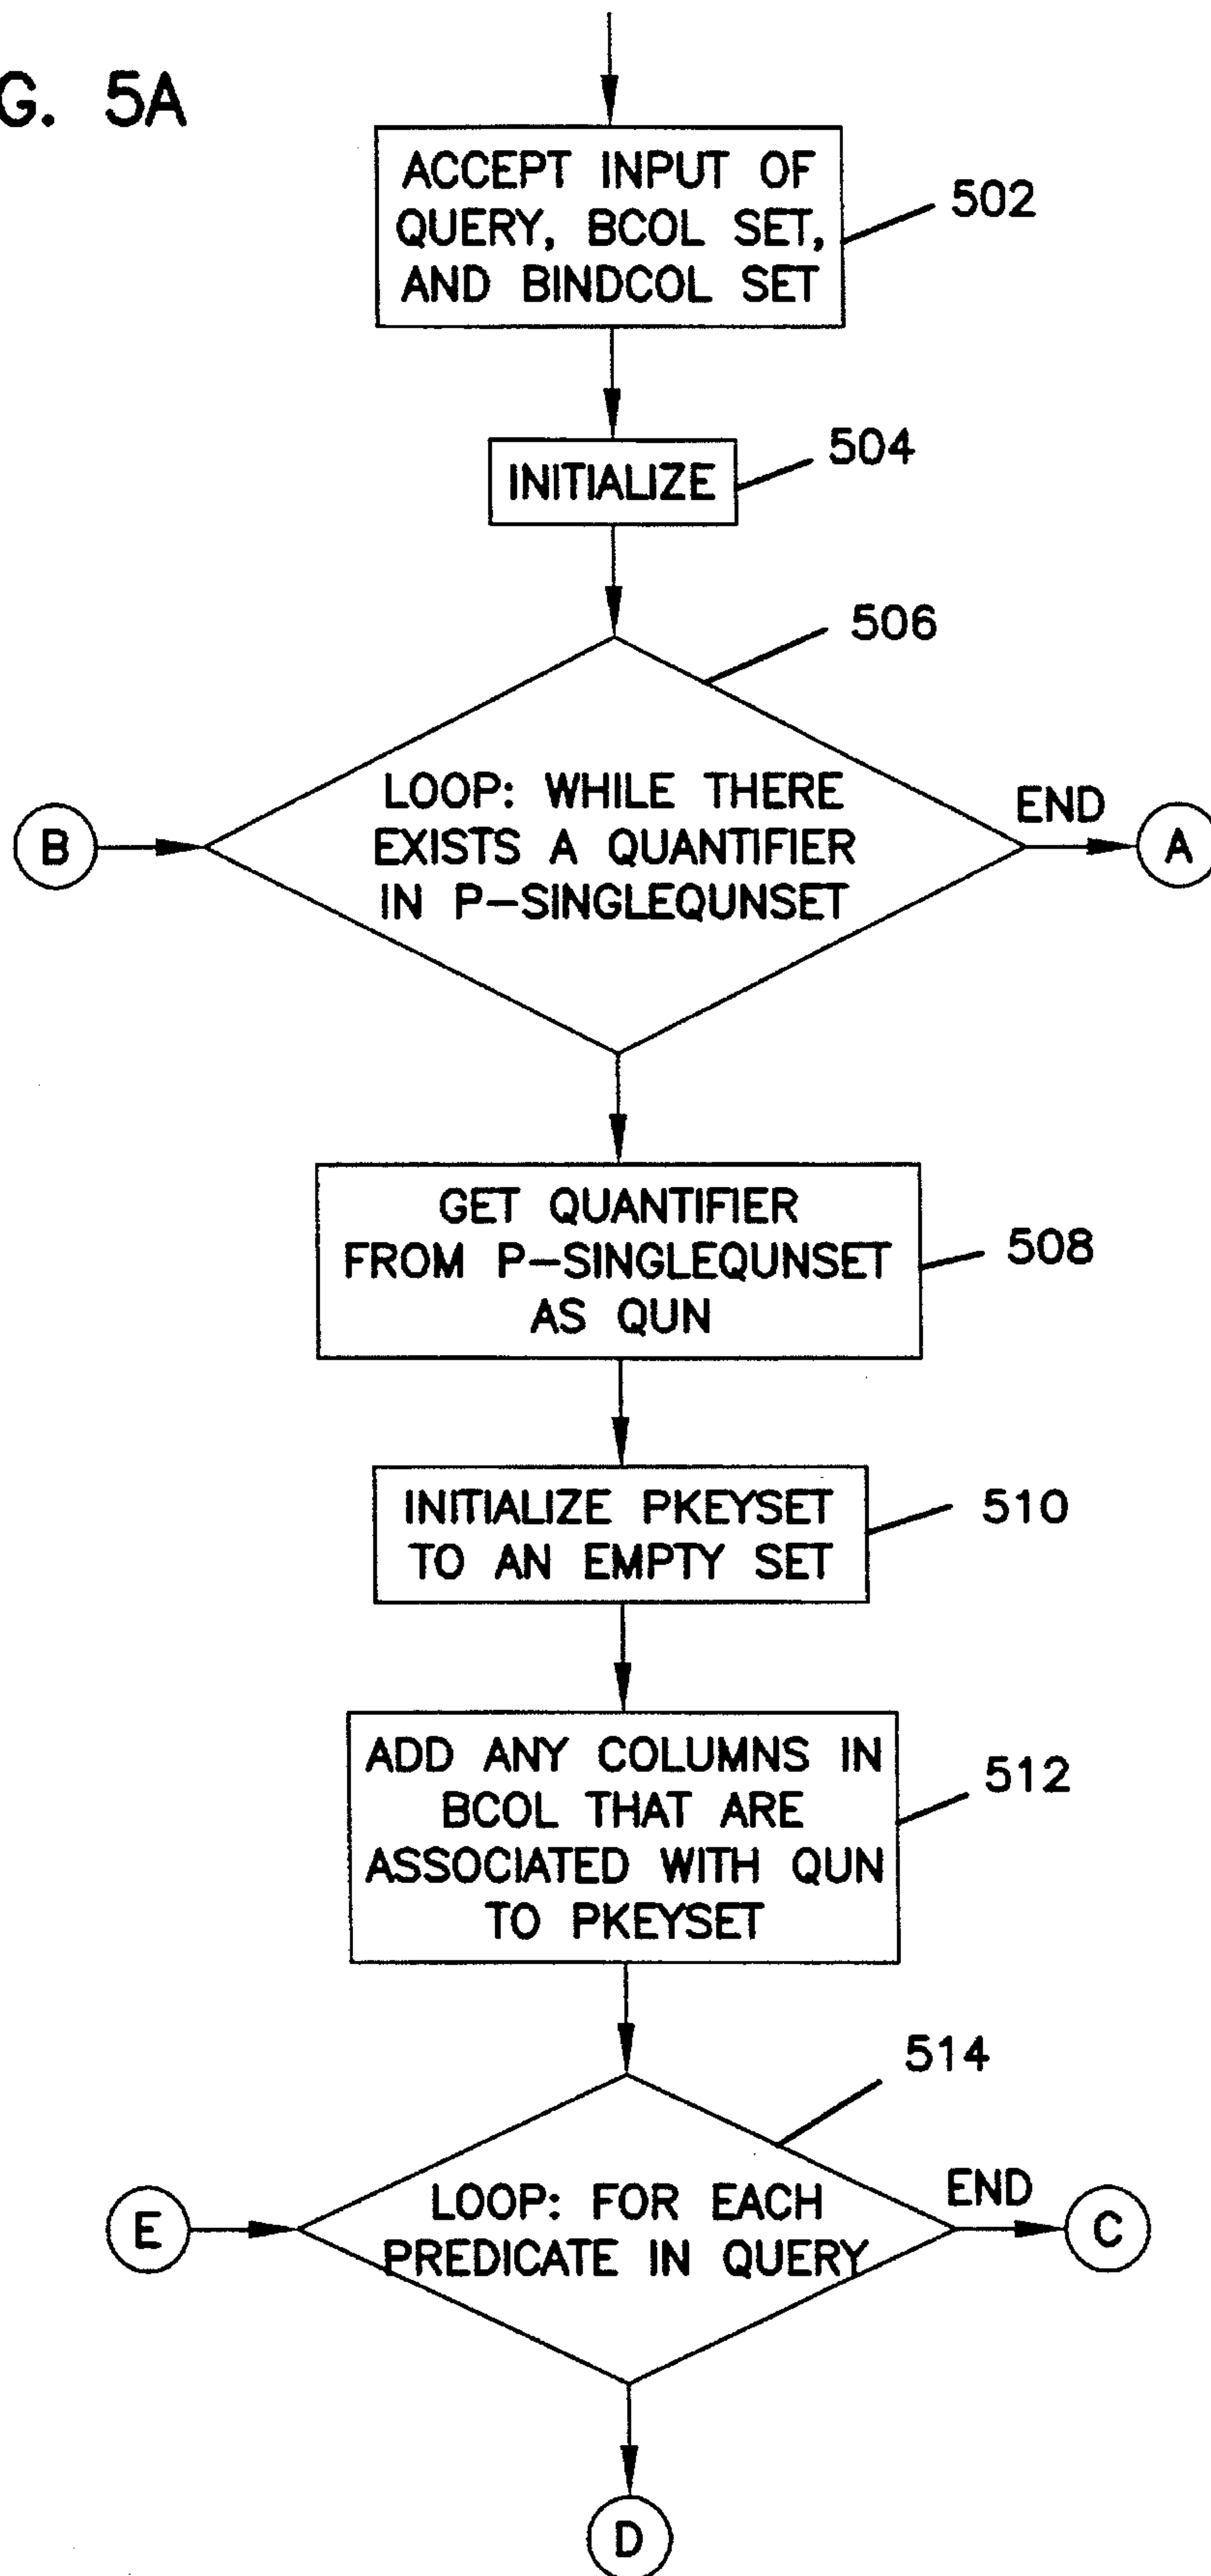 G. 5A
ACCEPT INPUT OF
QUERY, BCOL SET,
AND BINDCOL SET
502
INITIALIZE
504
506
LOOP: WHILE THERE
EXISTS A QUANTIFIER
IN P-SINGLEQUNSET
B
END
A
GET QUANTIFIER
FROM P-SINGLEQUNSET
AS QUN
508
INITIALIZE PKEYSET
TO AN EMPTY SET
510
ADD ANY COLUMNS IN
BCOL THAT ARE
ASSOCIATED WITH QUN
TO PKEYSET
512
514
LOOP: FOR EACH
PREDICATE IN QUERY
E
END
C
D